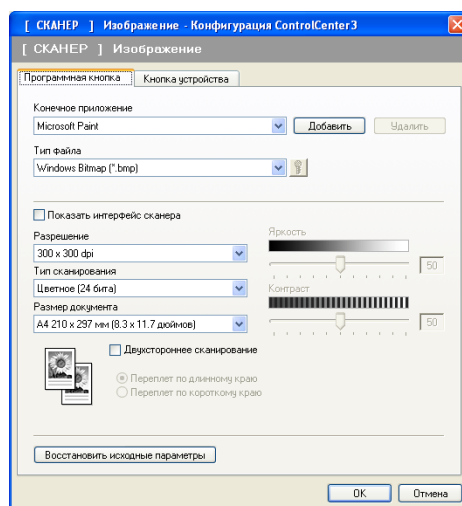 [ СКАНЕР ] Изображение - Конфигурация ControlCenter3
[ СКАНЕР ] Изображение
Программная кнопка
Кнопка устройства
Конечное приложение
Microsoft Paint
Добавить
Удалить
Тип файла
Windows Bitmap (*.bmp)
Показать интерфейс сканера
Разрешение
Яркость
300 x 300 dpi
50
Тип сканирования
Цветное (24 бита)
Контраст
Размер документа
A4 210 x 297 мм (8.3 x 11.7 дюймов)
50
Двухстороннее сканирование
Переплет по длинному краю
Переплет по короткому краю
Восстановить исходные параметры
OK
Отмена